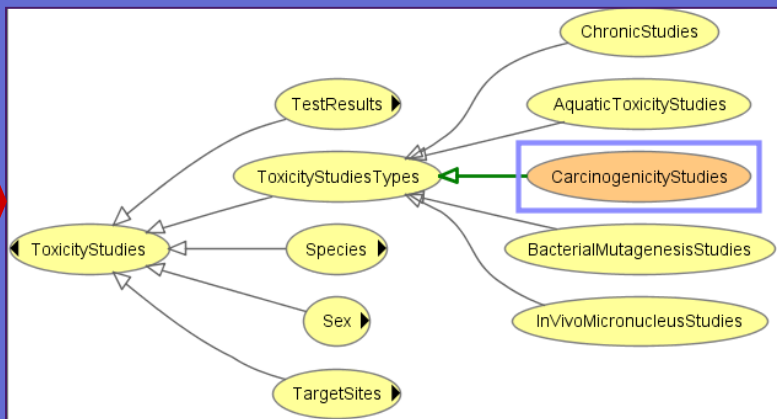 ChronicStudies
TestResults
AquaticToxicityStudies
ToxicityStudiesTypes
CarcinogenicityStudies
ToxicityStudies
Species
BacterialMutagenesisStudies
Sex
InVivoMicronucleusStudies
TargetSites